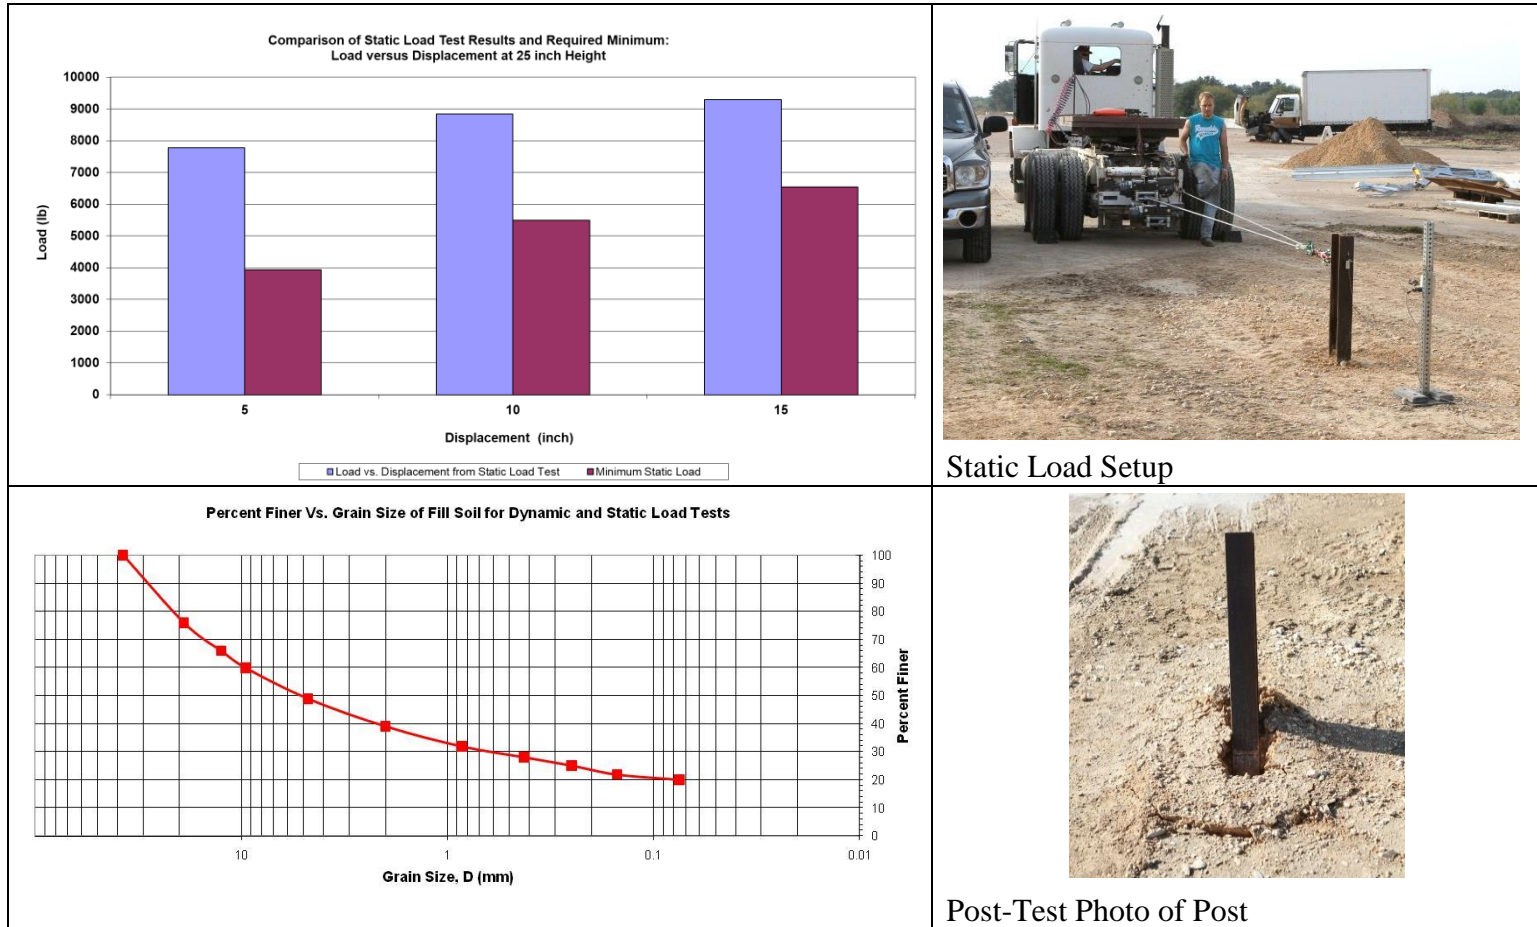 Comparison of Static Load Test Results and Required Minimum:
Load versus Displacement at 25 inch Height
10000
9000
8000
7000
6000
5000
4000
3000
2000
1000
0
Load (lb)
5
10
15
Displacement (inch)
Load vs. Displacement from Static Load Test
Minimum Static Load
Static Load Setup
Percent Finer Vs. Grain Size of Fill Soil for Dynamic and Static Load Tests
100
90
80
70
60
50
40
30
20
10
0
Percent Finer
10
1
0.1
0.01
Grain Size, D (mm)
Post-Test Photo of Post